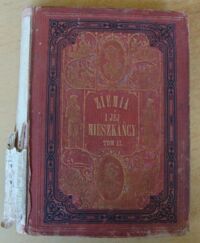 ZIEMIA
I JEJ
MIESZKAŃCY
TOM II.